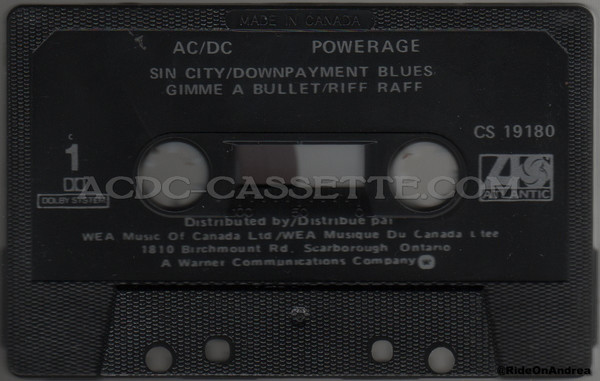 MADE IN CANADA
AC/DC POWERAGE
SIN CITY/DOWNPAYMENT BLUES
GIMME A BULLET/RIFF RAFF
CS 19180
1
DOLBY SYSTEM
ATLANTIC
ACDC-CASSETTE.COM
Distributed by/Distribue par
WEA Music Of Canada Ltd/WEA Musique Du Canada Ltee
1810 Birchmount Rd, Scarborough Ontario
A Warner Communications Company
©RideOnAndrea